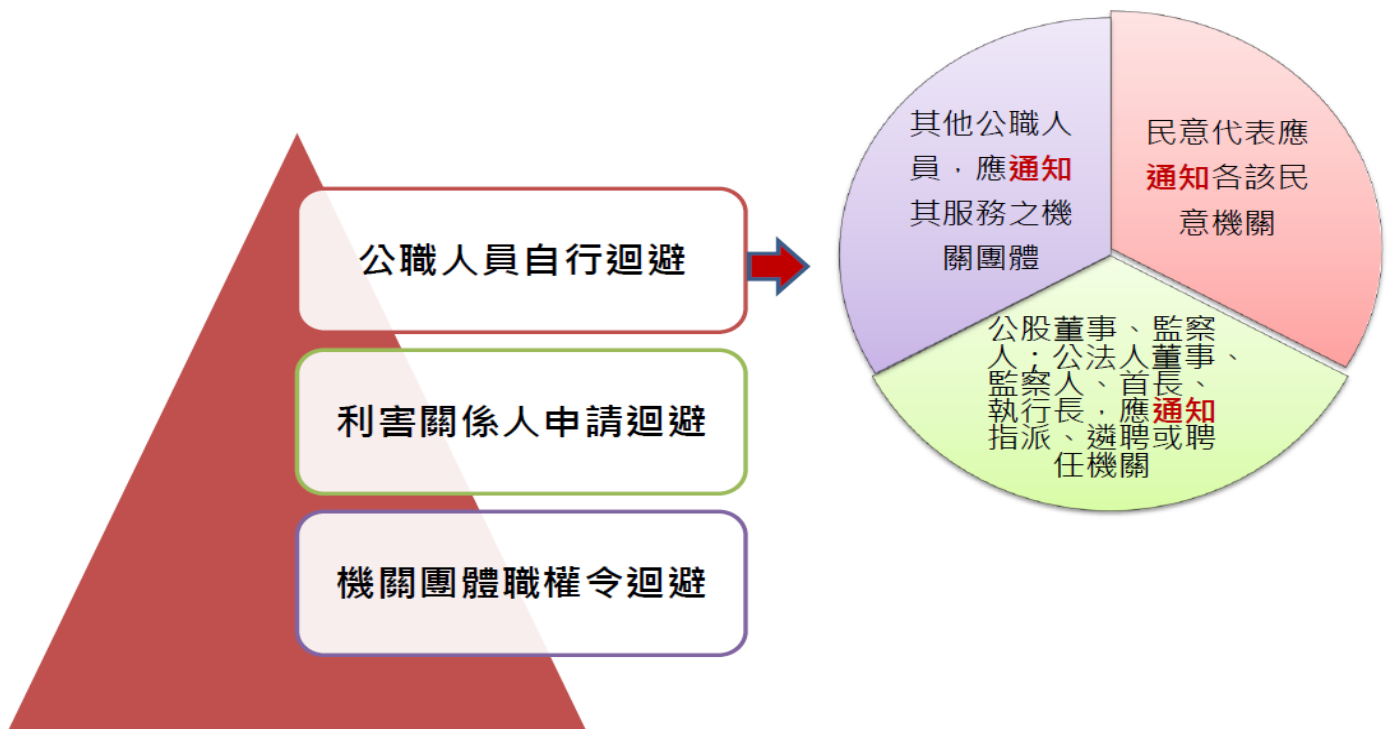 公職人員自行迴避
利害關係人申請迴避
機關團體職權令迴避
其他公職人
員，應通知
其服務之機
關團體
民意代表應
通知各該民
意機關
公股董事、監察
人；公法人董事、
監察人、首長、
執行長，應通知
指派、遴聘或聘
任機關